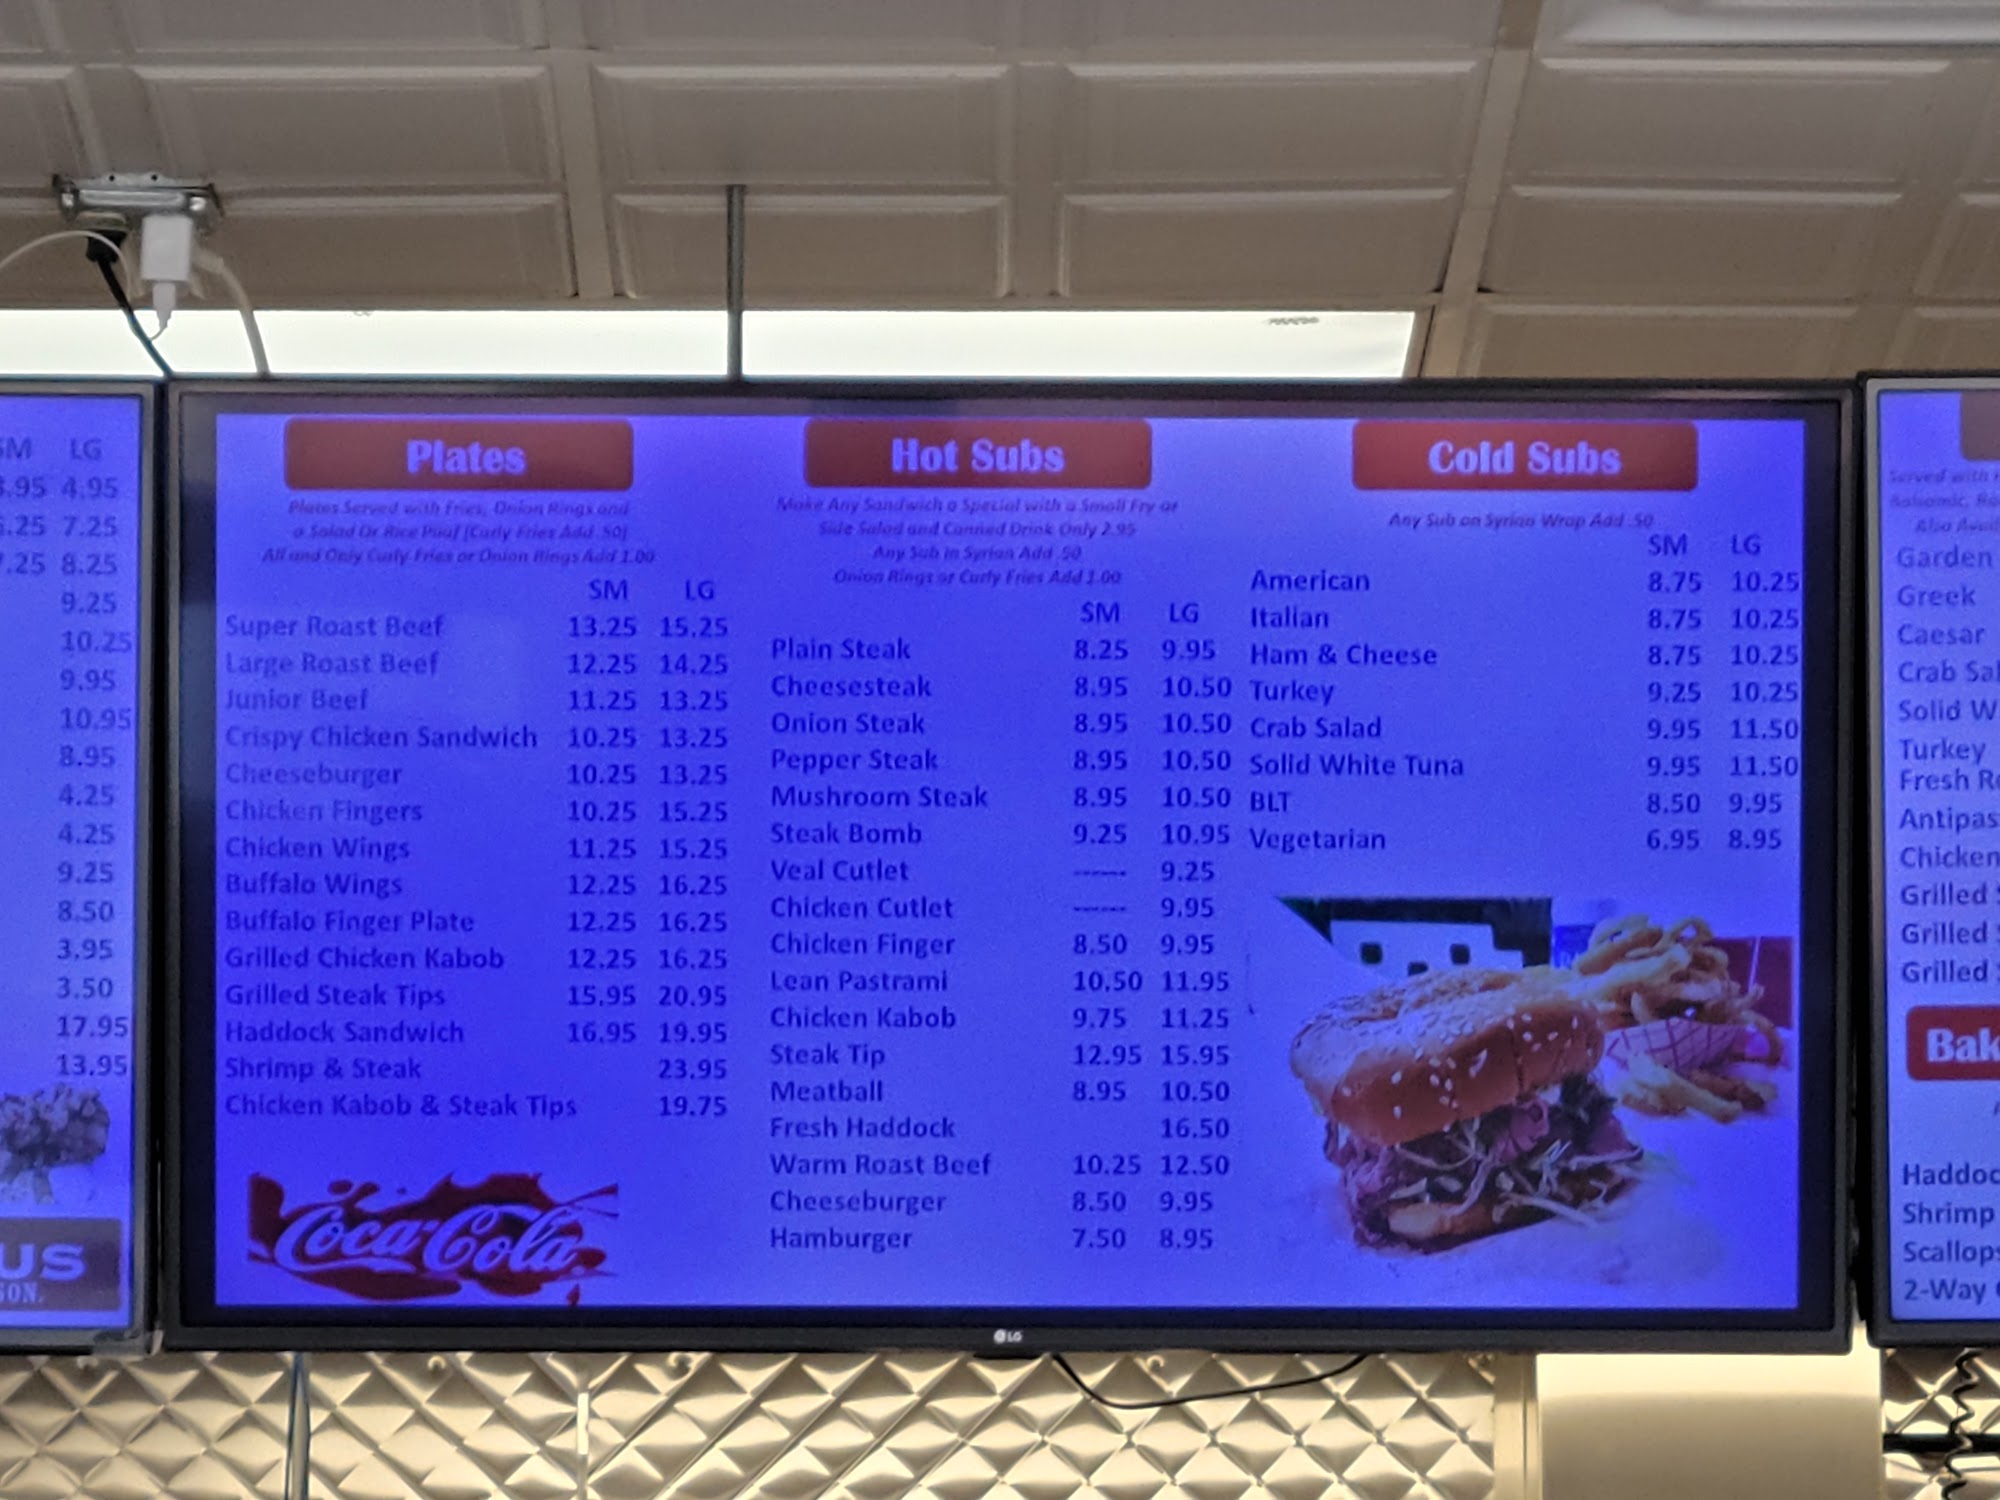 SM LG
4.95
7.25
8.25
9.25
10.25
9.95
10.95
8.95
4.25
4.25
9.25
8.50
3.95
3.50
17.95
13.95
Plates
Plates Served with Fries, Onion Rings and
a Salad Or Rice Pilaf (Curly Fries Add .50)
All and Only Curly Fries or Onion Rings Add 1.00
SM LG
Super Roast Beef 13.25 15.25
Large Roast Beef 12.25 14.25
Junior Beef 11.25 13.25
Crispy Chicken Sandwich 10.25 13.25
Cheeseburger 10.25 13.25
Chicken Fingers 10.25 15.25
Chicken Wings 11.25 15.25
Buffalo Wings 12.25 16.25
Buffalo Finger Plate 12.25 16.25
Grilled Chicken Kabob 12.25 16.25
Grilled Steak Tips 15.95 20.95
Haddock Sandwich 16.95 19.95
Shrimp & Steak 23.95
Chicken Kabob & Steak Tips 19.75
Coca-Cola
Hot Subs
Make Any Sandwich a Special with a Small Fry or
Side Salad and Canned Drink Only 2.95
Any Sub in Syrian Add .50
Onion Rings or Curly Fries Add 1.00
SM LG
Plain Steak 8.25 9.95
Cheesesteak 8.95 10.50
Onion Steak 8.95 10.50
Pepper Steak 8.95 10.50
Mushroom Steak 8.95 10.50
Steak Bomb 9.25 10.95
Veal Cutlet ------ 9.25
Chicken Cutlet ------ 9.95
Chicken Finger 8.50 9.95
Lean Pastrami 10.50 11.95
Chicken Kabob 9.75 11.25
Steak Tip 12.95 15.95
Meatball 8.95 10.50
Fresh Haddock 16.50
Warm Roast Beef 10.25 12.50
Cheeseburger 8.50 9.95
Hamburger 7.50 8.95
Cold Subs
Any Sub on Syrian Wrap Add .50
SM LG
American 8.75 10.25
Italian 8.75 10.25
Ham & Cheese 8.75 10.25
Turkey 9.25 10.25
Crab Salad 9.95 11.50
Solid White Tuna 9.95 11.50
BLT 8.50 9.95
Vegetarian 6.95 8.95
LG
Served with
Balsamic,
Also
Garden
Greek
Caesar
Crab
Solid
Turkey
Fresh
Chicken
Grilled
Grilled
Grilled
Shrimp
2-Way